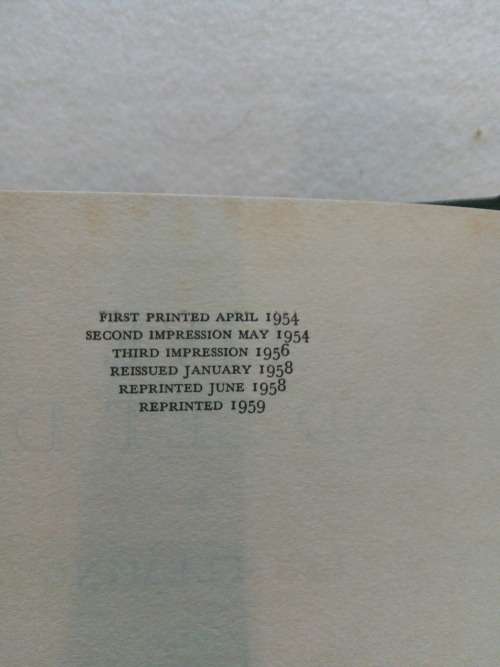 FIRST PRINTED APRIL 1954
SECOND IMPRESSION MAY 1954
THIRD IMPRESSION 1956
REISSUED JANUARY 1958
REPRINTED JUNE 1958
REPRINTED 1959